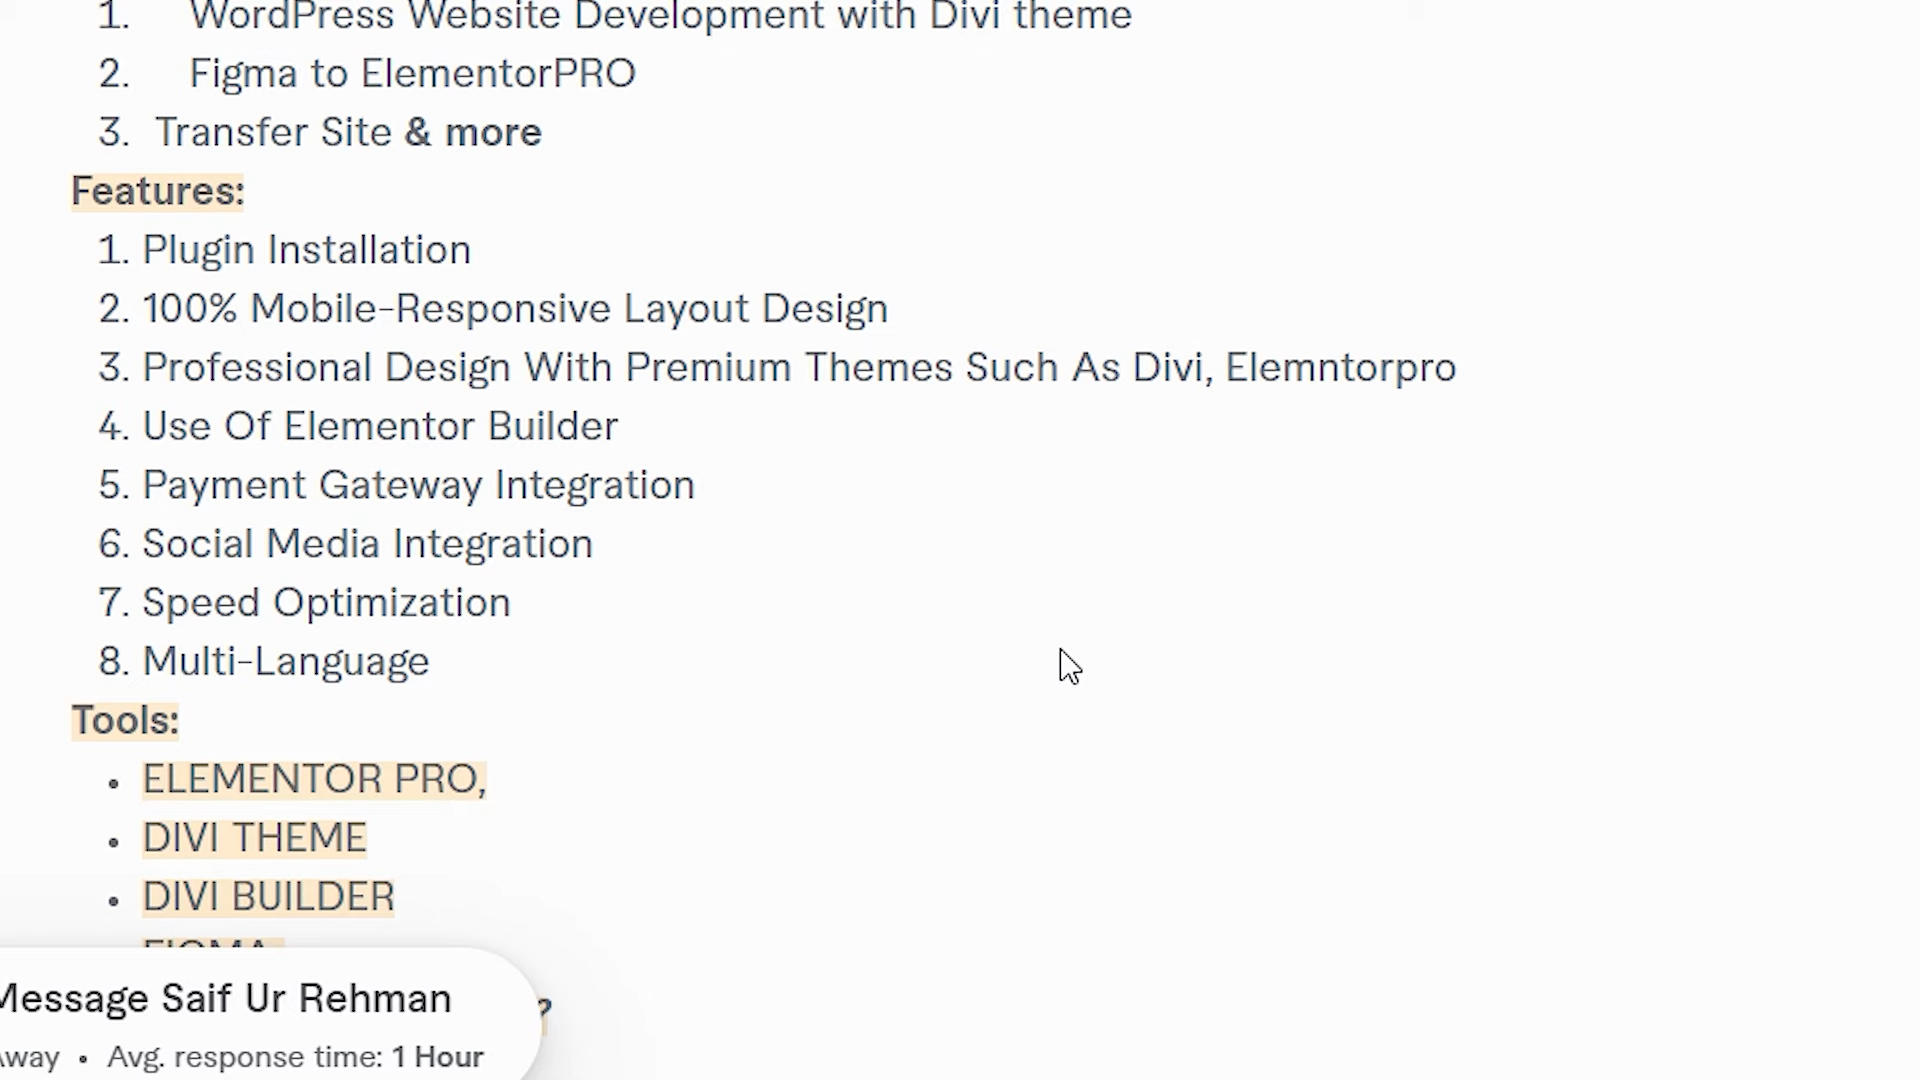 1. WordPress Website Development with Divi theme
2. Figma to ElementorPRO
3. Transfer Site & more
Features:
1. Plugin Installation
2. 100% Mobile-Responsive Layout Design
3. Professional Design With Premium Themes Such As Divi, Elemntorpro
4. Use Of Elementor Builder
5. Payment Gateway Integration
6. Social Media Integration
7. Speed Optimization
8. Multi-Language
Tools:
• ELEMENTOR PRO,
• DIVI THEME
• DIVI BUILDER
FIGMA
?
Message Saif Ur Rehman
Away • Avg. response time: 1 Hour